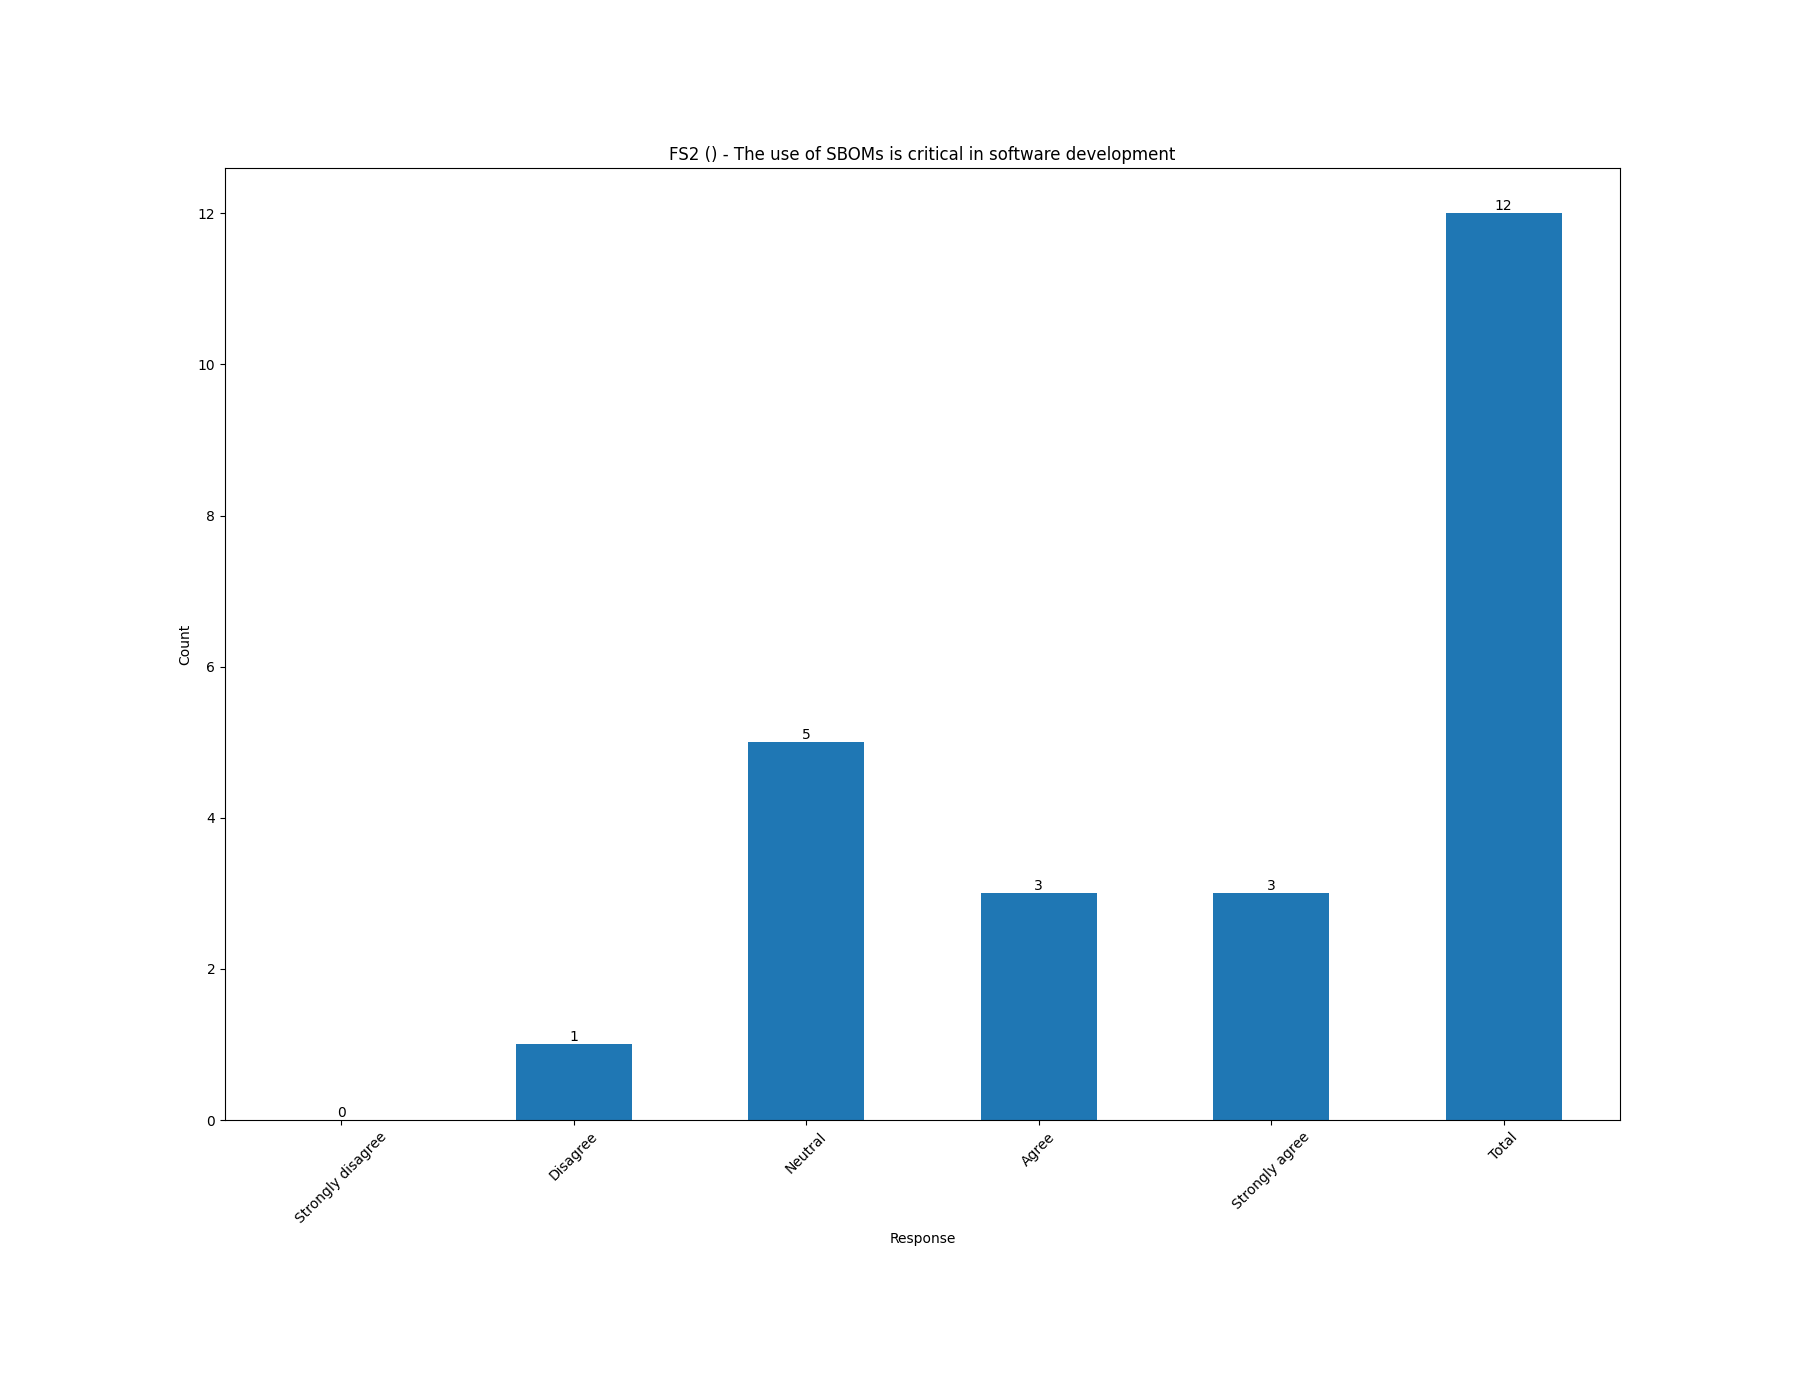 FS2 () - The use of SBOMs is critical in software development
12
10
8
6
4
2
0
Count
0
1
5
3
3
12
Strongly disagree
Disagree
Neutral
Agree
Strongly agree
Total
Response